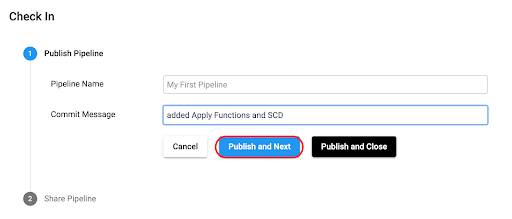 Check In
1 Publish Pipeline
Pipeline Name My First Pipeline
Commit Message added Apply Functions and SCD
Cancel Publish and Next Publish and Close
2 Share Pipeline